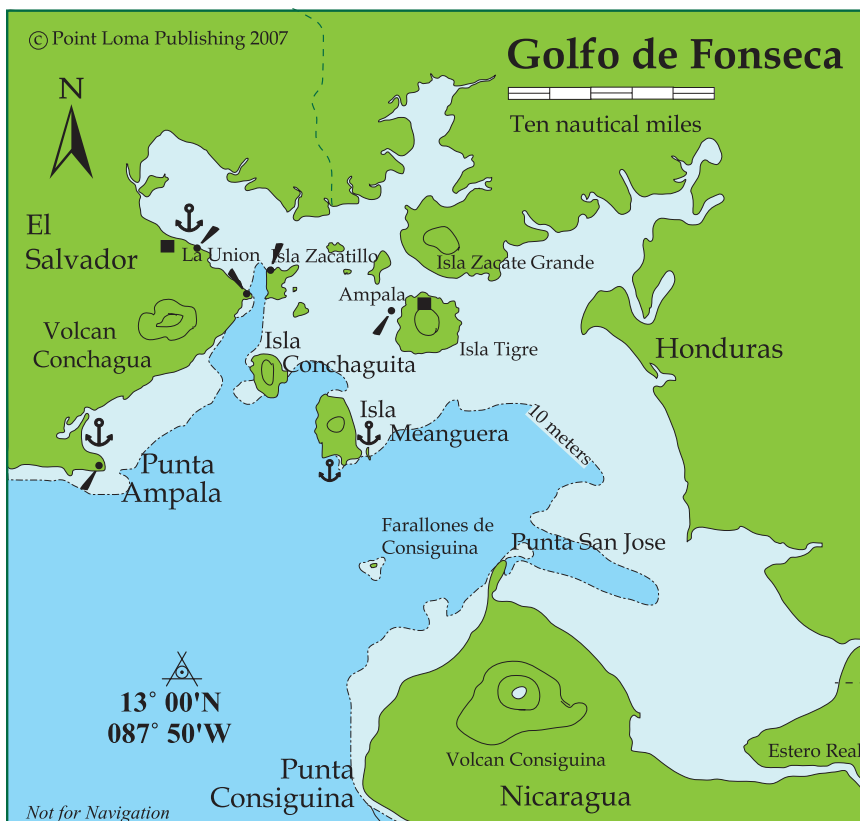 © Point Loma Publishing 2007
Golfo de Fonseca
Ten nautical miles
N
El
Salvador
La Union
Isla Zacatillo
Isla Zacate Grande
Ampala
Volcan
Conchagua
Isla
Conchaguita
Isla Tigre
Honduras
Isla
Meanguera
10 meters
Punta
Ampala
Farallones de
Consiguina
Punta San Jose
13° 00'N
087° 50'W
Volcan Consiguina
Estero Real
Punta
Consiguina
Nicaragua
Not for Navigation